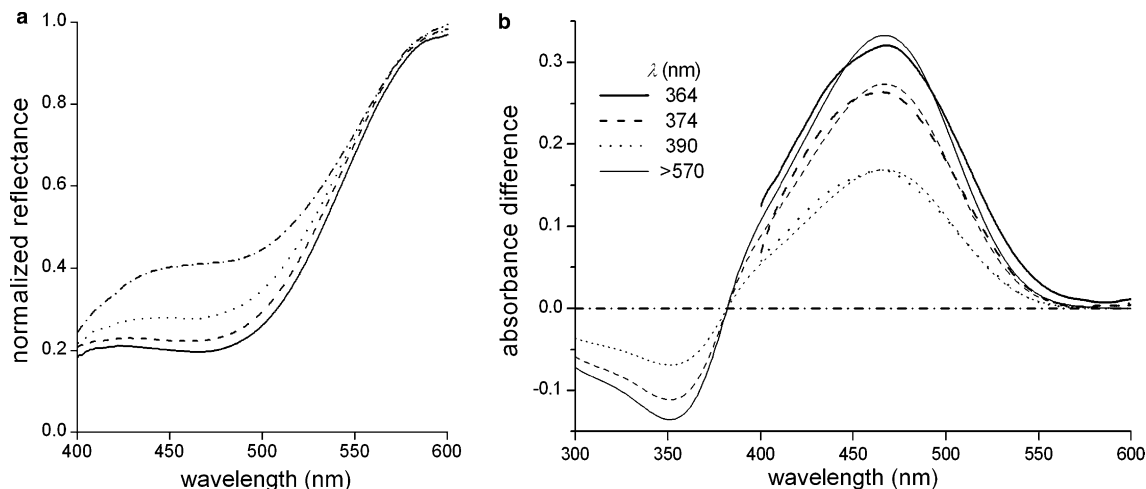 a
1.0
0.8
0.6
0.4
0.2
0.0
400 450 500 550 600
wavelength (nm)
normalized reflectance
b
0.3
0.2
0.1
0.0
-0.1
300 350 400 450 500 550 600
wavelength (nm)
absorbance difference
λ (nm)
364
374
390
>570